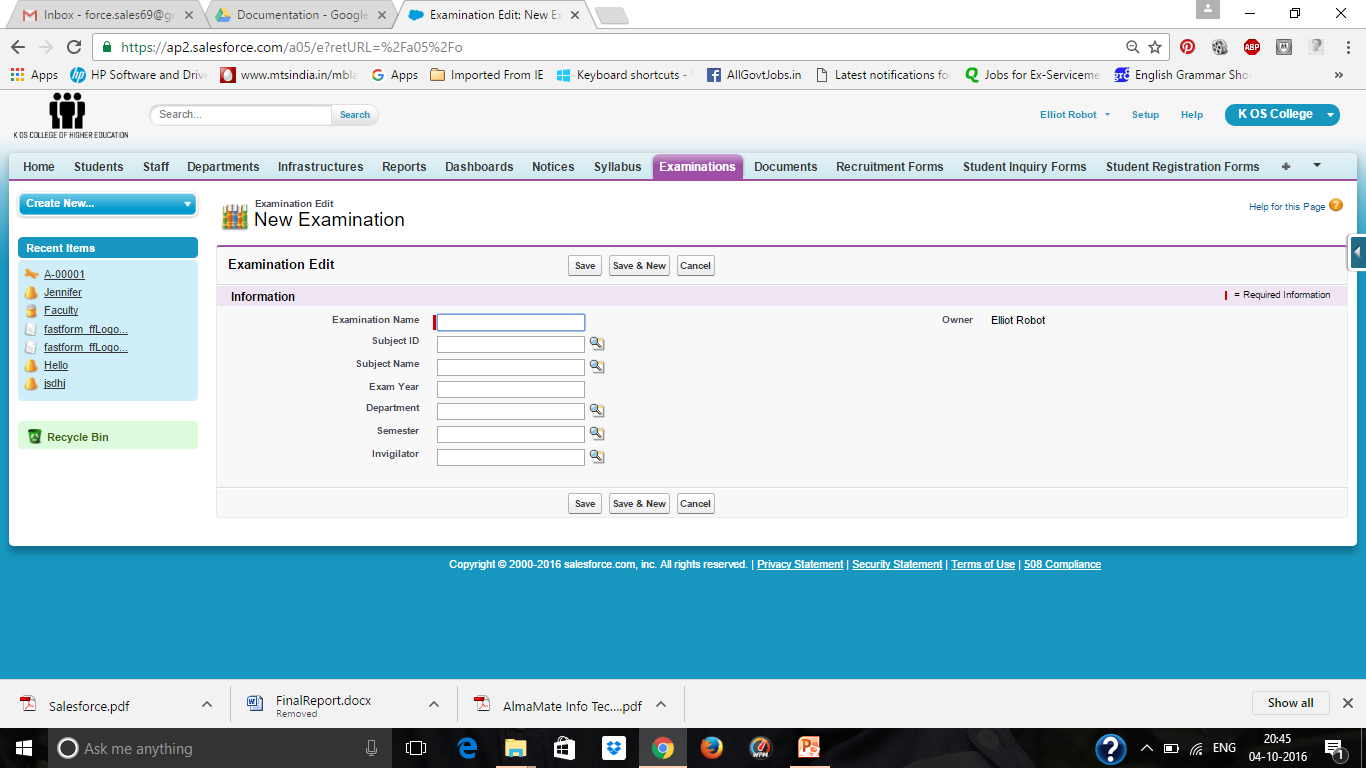 Inbox - force.sales69@g
Documentation - Google
Examination Edit: New E
https://ap2.salesforce.com/a05/e?retURL=%2Fa05%2Fo
Apps HP Software and Driv www.mtsindia.in/mbla Apps Imported From IE Keyboard shortcuts - AllGovtJobs.in Latest notifications fo Jobs for Ex-Serviceme English Grammar Sho »
K OS COLLEGE OF HIGHER EDUCATION
Search... Search
Elliot Robot Setup Help K OS College
Home Students Staff Departments Infrastructures Reports Dashboards Notices Syllabus Examinations Documents Recruitment Forms Student Inquiry Forms Student Registration Forms +
Create New...
Recent Items
A-00001
Jennifer
Faculty
fastform_ffLogo...
fastform_ffLogo...
Hello
jsdhj
Recycle Bin
Examination Edit
New Examination
Help for this Page ?
Examination Edit Save Save & New Cancel
Information = Required Information
Examination Name Owner Elliot Robot
Subject ID
Subject Name
Exam Year
Department
Semester
Invigilator
Save Save & New Cancel
Copyright © 2000-2016 salesforce.com, inc. All rights reserved. | Privacy Statement | Security Statement | Terms of Use | 508 Compliance
Salesforce.pdf
FinalReport.docx
Removed
AlmaMate Info Tec....pdf
Show all
Ask me anything
ENG
20:45
04-10-2016
1